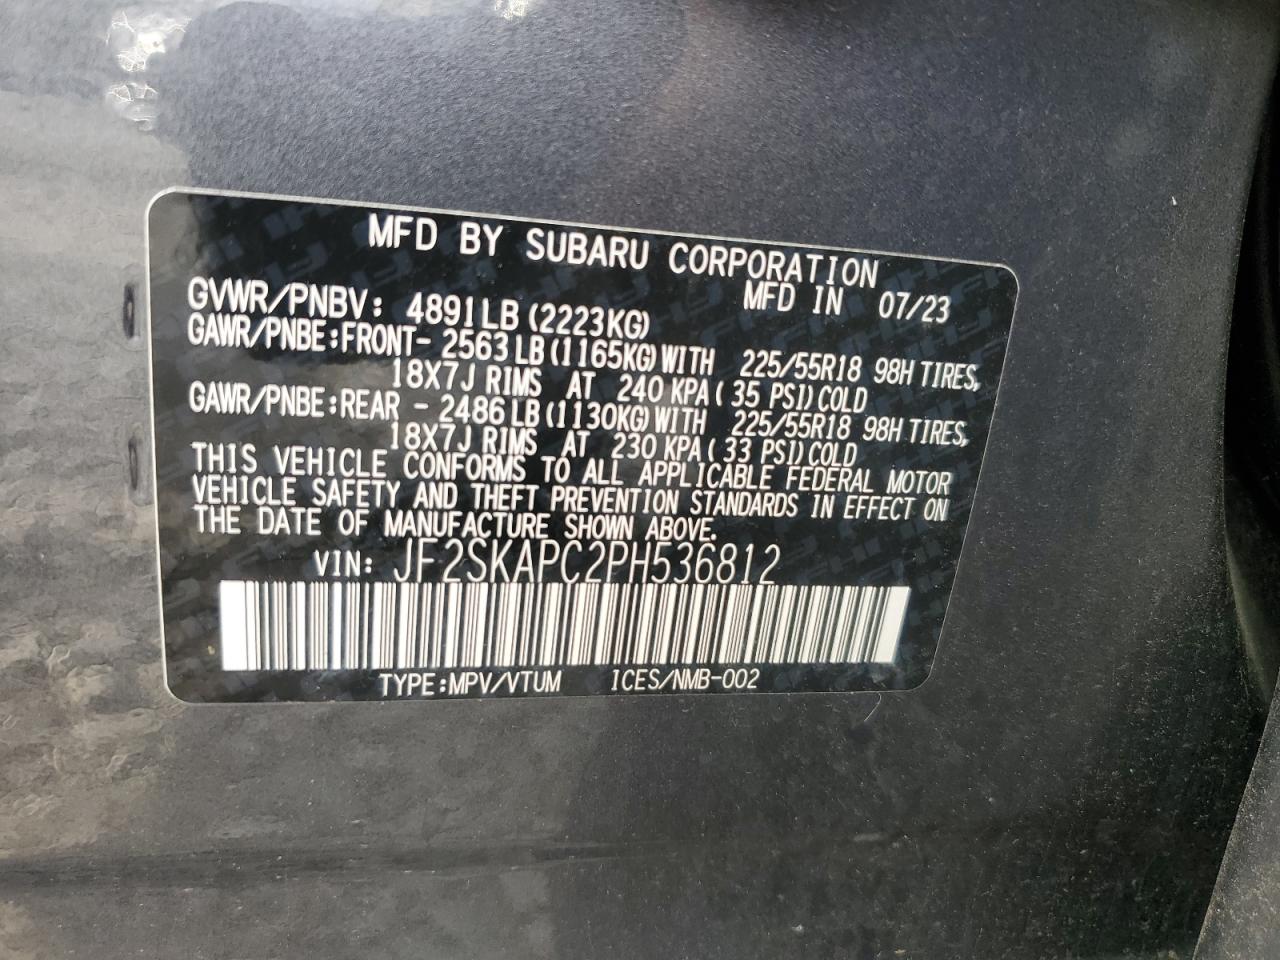 MFD BY SUBARU CORPORATION
MFD IN 07/23
GVWR/PNBV: 4891LB(2223KG)
GAWR/PNBE:FRONT- 2563LB(1165KG)WITH 225/55R18 98H TIRES,
18X7J RIMS AT 240 KPA( 35 PSI)COLD
GAWR/PNBE:REAR - 2486LB(1130KG)WITH 225/55R18 98H TIRES,
18X7J RIMS AT 230 KPA( 33 PSI)COLD
THIS VEHICLE CONFORMS TO ALL APPLICABLE FEDERAL MOTOR
VEHICLE SAFETY AND THEFT PREVENTION STANDARDS IN EFFECT ON
THE DATE OF MANUFACTURE SHOWN ABOVE.
VIN: JF2SKAPC2PH536812
TYPE:MPV/VTUM ICES/NMB-002